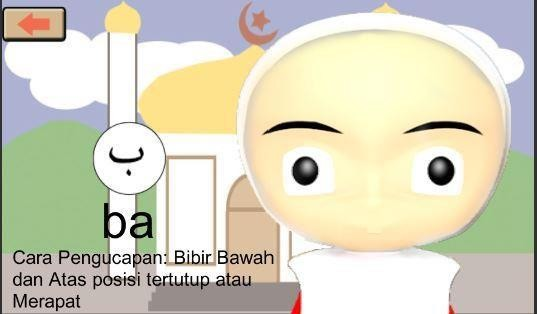 ب
ba
Cara Pengucapan: Bibir Bawah
dan Atas posisi tertutup atau
Merapat